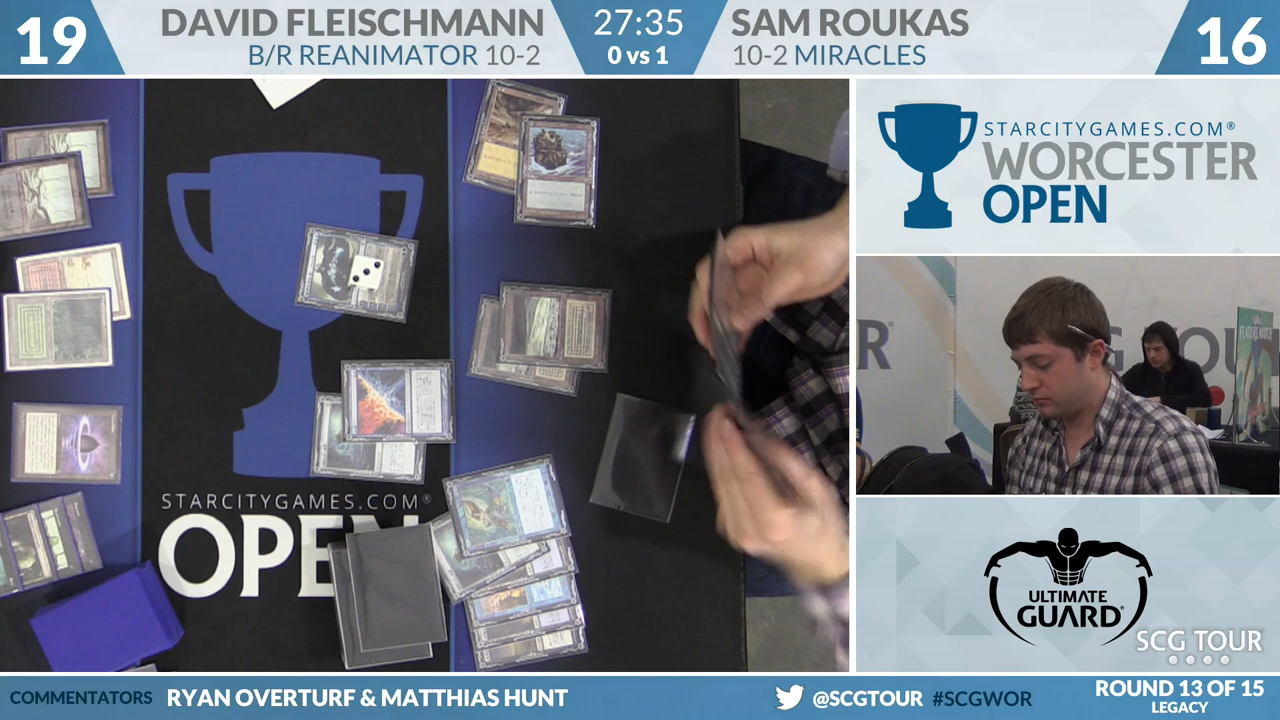 19
DAVID FLEISCHMANN
B/R REANIMATOR 10-2
27:35
0 vs 1
SAM ROUKAS
10-2 MIRACLES
16
STARCITYGAMES.COM®
WORCESTER
OPEN
STARCITYGAMES.COM®
OPEN
ULTIMATE
GUARD
SCG TOUR
COMMENTATORS RYAN OVERTURF & MATTHIAS HUNT
@SCGTOUR #SCGWOR
ROUND 13 OF 15
LEGACY